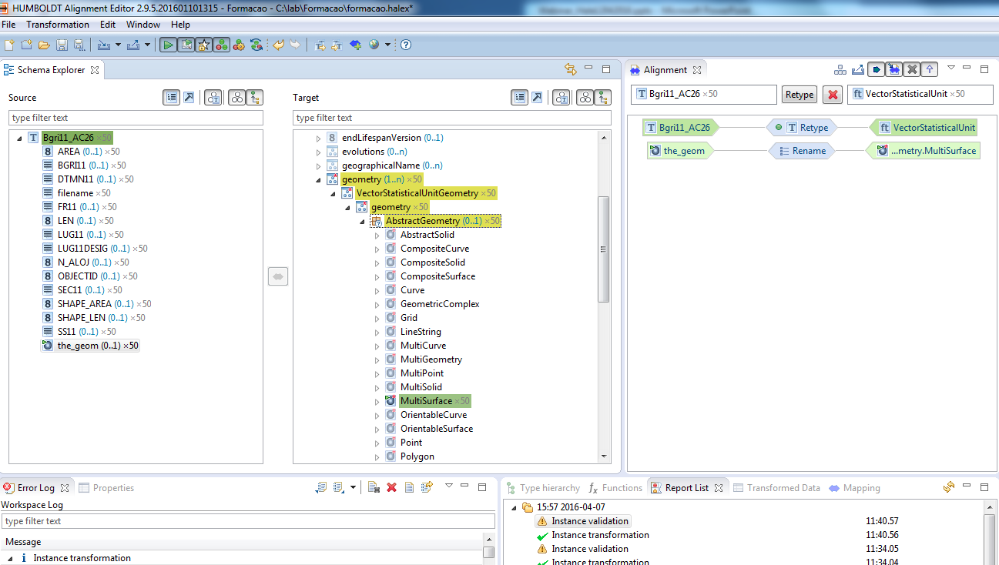 HUMBOLDT Alignment Editor 2.9.5.201601101315 - Formacao - C:\lab\Formacao\formacao.halex*
File Transformation Edit Window Help
Schema Explorer
Source
type filter text
Bgri11_AC26 ×50
AREA (0..1) ×50
BGRI11 (0..1) ×50
DTMN11 (0..1) ×50
filename ×50
FR11 (0..1) ×50
LEN (0..1) ×50
LUG11 (0..1) ×50
LUG11DESIG (0..1) ×50
N_ALOJ (0..1) ×50
OBJECTID (0..1) ×50
SEC11 (0..1) ×50
SHAPE_AREA (0..1) ×50
SHAPE_LEN (0..1) ×50
SS11 (0..1) ×50
the_geom (0..1) ×50
Target
type filter text
endLifespanVersion (0..1)
evolutions (0..n)
geographicalName (0..n)
geometry (1..n) ×50
VectorStatisticalUnitGeometry ×50
geometry ×50
AbstractGeometry (0..1) ×50
AbstractSolid
CompositeCurve
CompositeSolid
CompositeSurface
Curve
GeometricComplex
Grid
LineString
MultiCurve
MultiGeometry
MultiPoint
MultiSolid
MultiSurface ×50
OrientableCurve
OrientableSurface
Point
Polygon
Alignment
Bgri11_AC26 ×50 Retype VectorStatisticalUnit ×50
Bgri11_AC26 Retype VectorStatisticalUnit
the_geom Rename ...metry.MultiSurface
Error Log Properties
Workspace Log
type filter text
Message
Instance transformation
Type hierarchy Functions Report List Transformed Data Mapping
15:57 2016-04-07
Instance validation 11:40.57
Instance transformation 11:40.56
Instance validation 11:34.05
Instance transformation 11:34.04